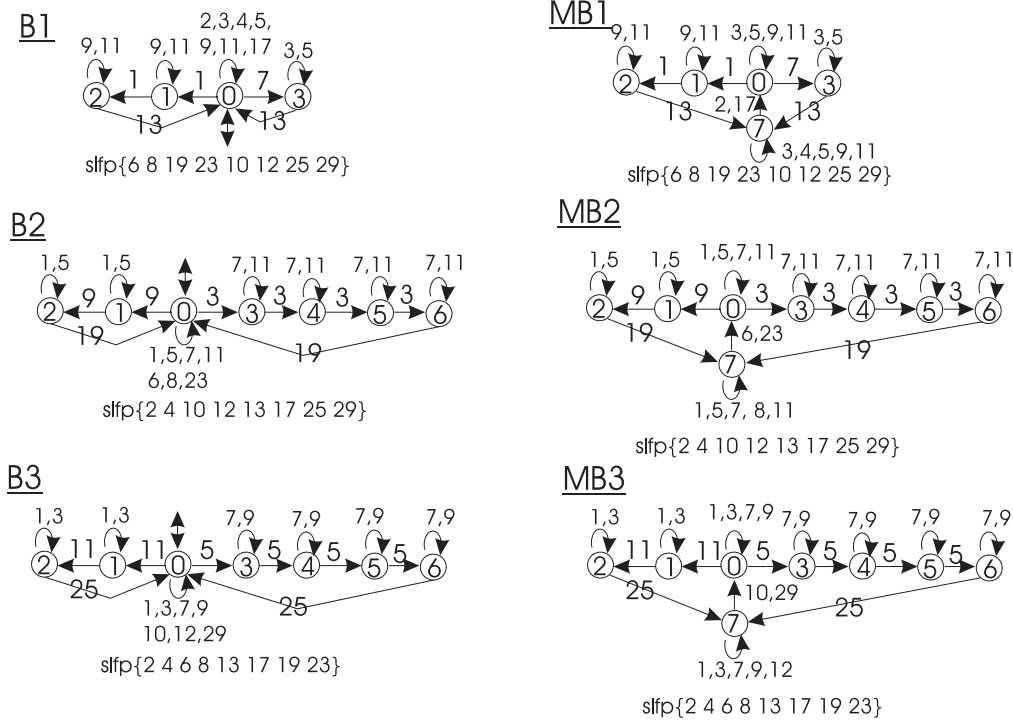 B1
2,3,4,5,
9,11 9,11 9,11,17 3,5
1 1 7
2 1 0 3
13 13
slfp{6 8 19 23 10 12 25 29}
MB1
9,11 9,11 3,5,9,11 3,5
1 1 7
2 1 0 3
13 2,17 13
7
3,4,5,9,11
slfp{6 8 19 23 10 12 25 29}
B2
1,5 1,5 7,11 7,11 7,11 7,11
9 9 3 3 3 3
2 1 0 3 4 5 6
19 19
1,5,7,11
6,8,23
slfp{2 4 10 12 13 17 25 29}
MB2
1,5 1,5 1,5,7,11 7,11 7,11 7,11 7,11
9 9 3 3 3 3
2 1 0 3 4 5 6
19 6,23 19
7
1,5,7, 8,11
slfp{2 4 10 12 13 17 25 29}
B3
1,3 1,3 7,9 7,9 7,9 7,9
11 11 5 5 5 5
2 1 0 3 4 5 6
25 25
1,3,7,9
10,12,29
slfp{2 4 6 8 13 17 19 23}
MB3
1,3 1,3 1,3,7,9 7,9 7,9 7,9 7,9
11 11 5 5 5 5
2 1 0 3 4 5 6
25 10,29 25
7
1,3,7,9,12
slfp{2 4 6 8 13 17 19 23}